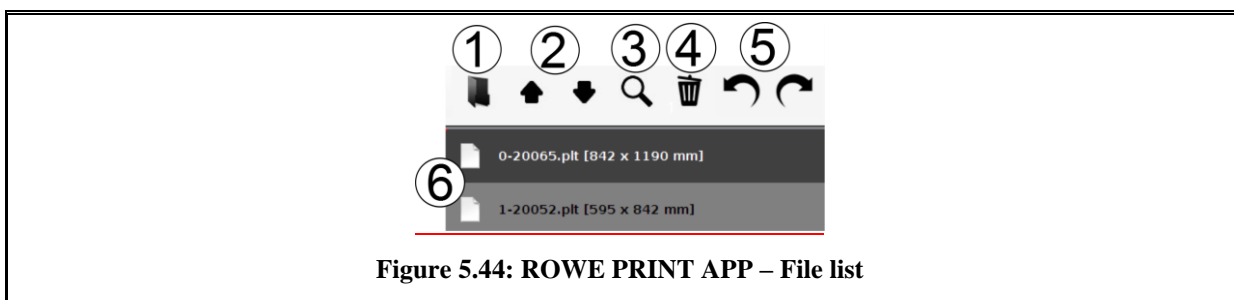 1 2 3 4 5
0-20065.plt [842 x 1190 mm]
6
1-20052.plt [595 x 842 mm]
Figure 5.44: ROWE PRINT APP – File list